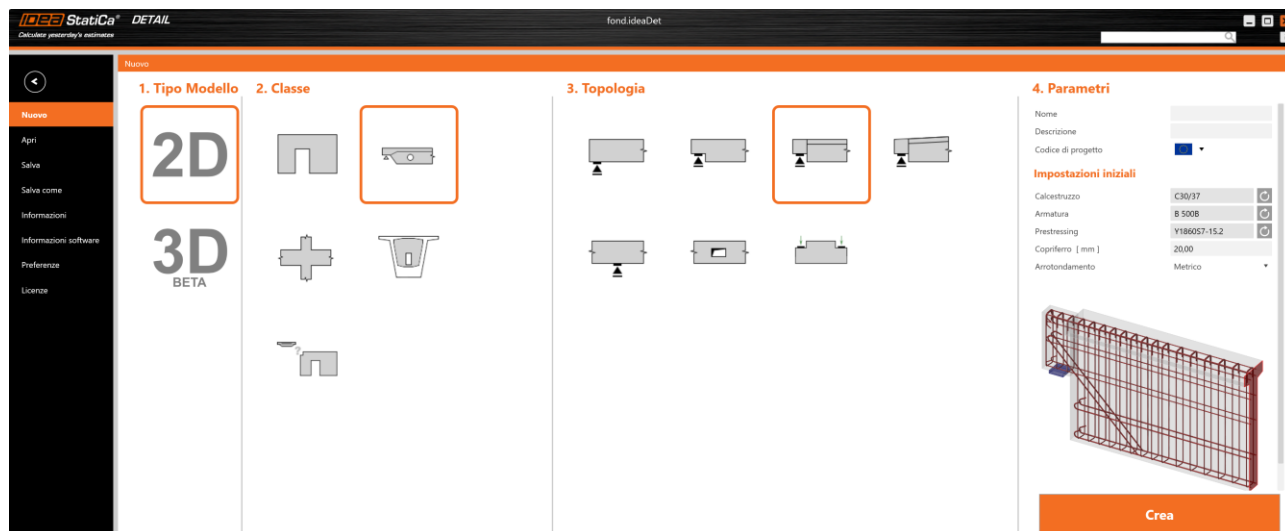 IDEA StatiCa® DETAIL
Calculate yesterday's estimates
fond.ideaDet
Nuovo
Apri
Salva
Salva come
Informazioni
Informazioni software
Preferenze
Licenze
Nuovo
1. Tipo Modello
2D
3D
BETA
2. Classe
?
3. Topologia
4. Parametri
Nome
Descrizione
Codice di progetto
Impostazioni iniziali
Calcestruzzo C30/37
Armatura B 500B
Prestressing Y1860S7-15.2
Copriferro [ mm ] 20,00
Arrotondamento Metrico
Crea